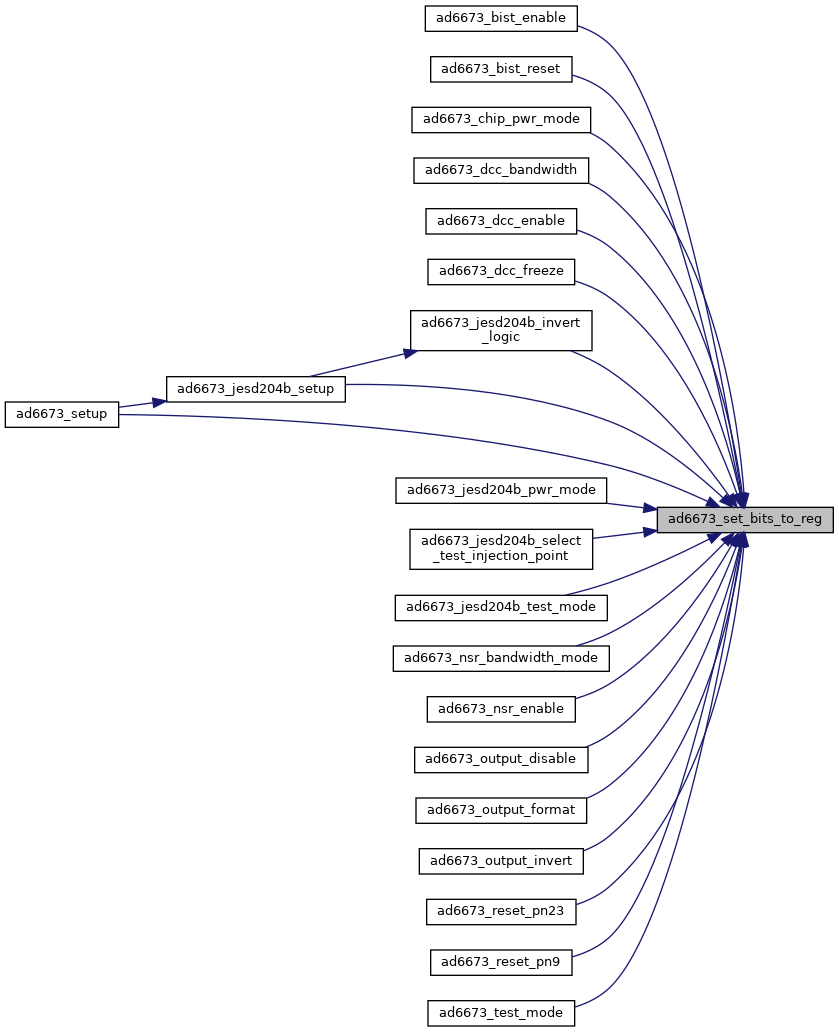 ad6673_bist_enable
ad6673_bist_reset
ad6673_chip_pwr_mode
ad6673_dcc_bandwidth
ad6673_dcc_enable
ad6673_dcc_freeze
ad6673_jesd204b_invert
_logic
ad6673_jesd204b_setup
ad6673_setup
ad6673_jesd204b_pwr_mode
ad6673_set_bits_to_reg
ad6673_jesd204b_select
_test_injection_point
ad6673_jesd204b_test_mode
ad6673_nsr_bandwidth_mode
ad6673_nsr_enable
ad6673_output_disable
ad6673_output_format
ad6673_output_invert
ad6673_reset_pn23
ad6673_reset_pn9
ad6673_test_mode